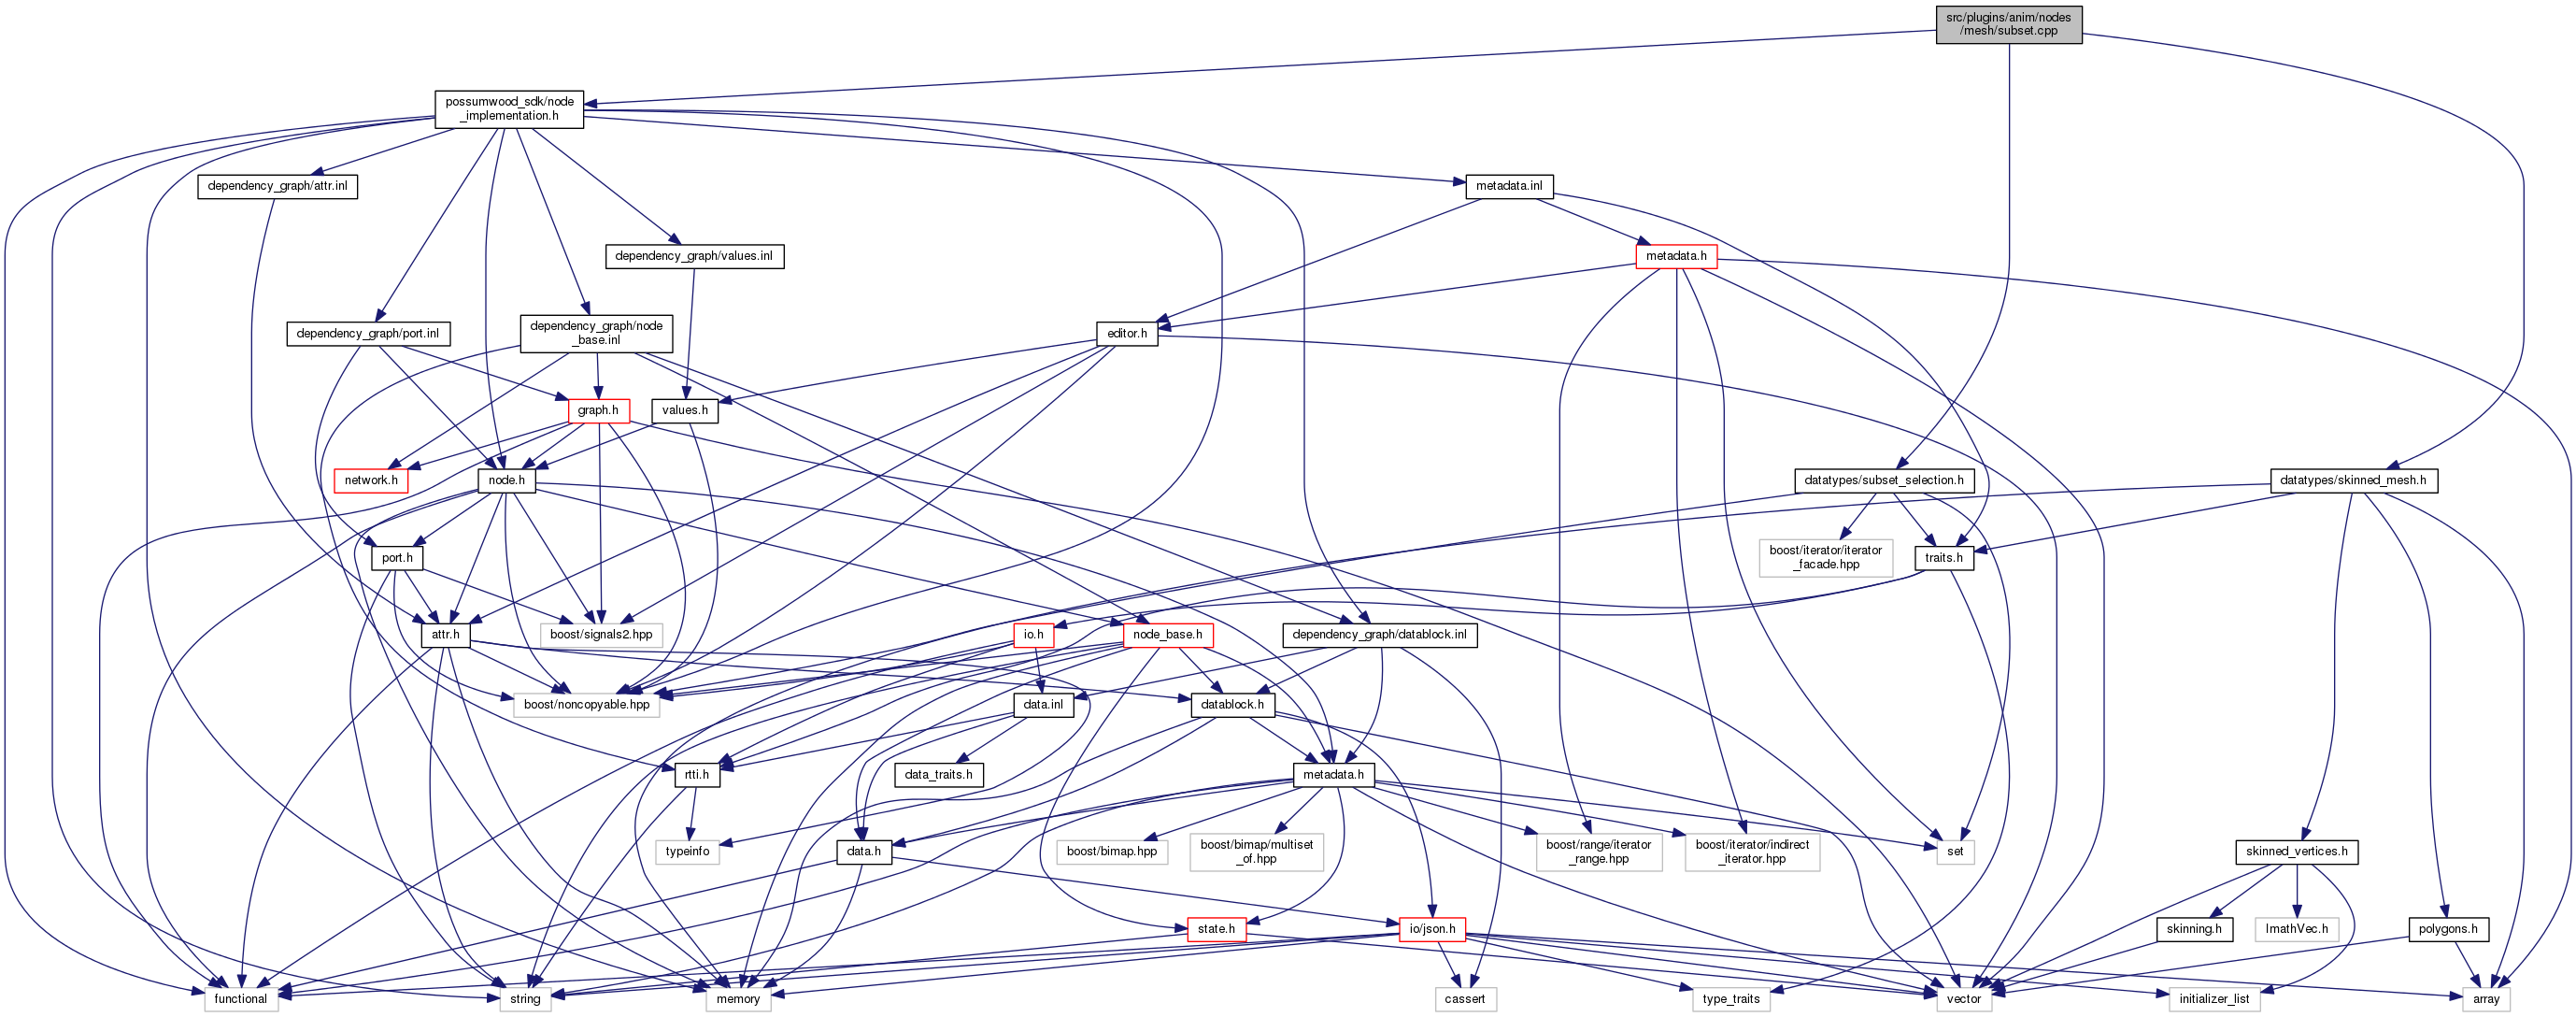 src/plugins/anim/nodes
/mesh/subset.cpp
possumwood_sdk/node
_implementation.h
dependency_graph/attr.inl
metadata.inl
dependency_graph/values.inl
metadata.h
dependency_graph/port.inl
dependency_graph/node
_base.inl
editor.h
graph.h
values.h
network.h
node.h
datatypes/subset_selection.h
datatypes/skinned_mesh.h
port.h
boost/iterator/iterator
_facade.hpp
traits.h
attr.h
boost/signals2.hpp
io.h
node_base.h
dependency_graph/datablock.inl
boost/noncopyable.hpp
data.inl
datablock.h
rtti.h
data_traits.h
metadata.h
typeinfo
data.h
boost/bimap.hpp
boost/bimap/multiset
_of.hpp
boost/range/iterator
_range.hpp
boost/iterator/indirect
_iterator.hpp
set
skinned_vertices.h
state.h
io/json.h
skinning.h
ImathVec.h
polygons.h
functional
string
memory
cassert
type_traits
vector
initializer_list
array